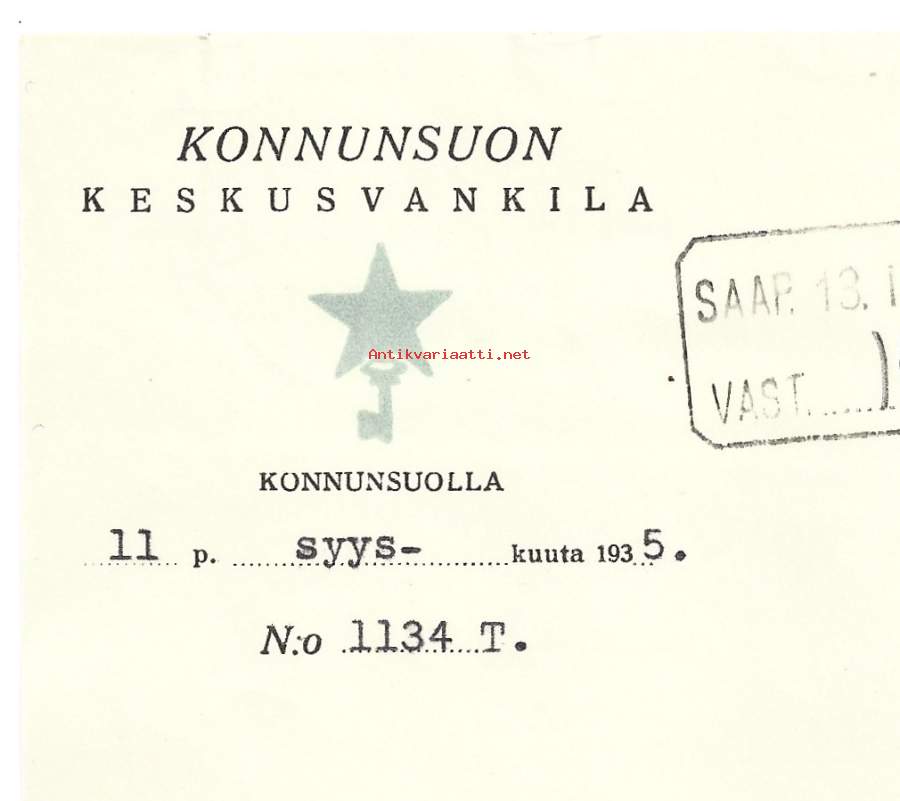 KONNUNSUON
KESKUSVANKILA
SAAP. 13. I
VAST.
Antikvariaatti.net
KONNUNSUOLLA
11 p. syys- kuuta 1935.
N:o 1134 T.